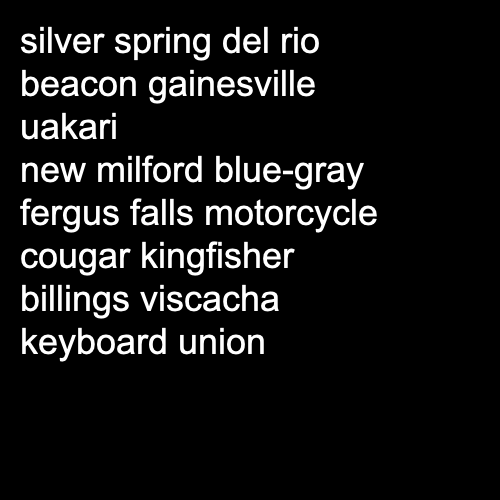 silver spring del rio
beacon gainesville
uakari
new milford blue-gray
fergus falls motorcycle
cougar kingfisher
billings viscacha
keyboard union